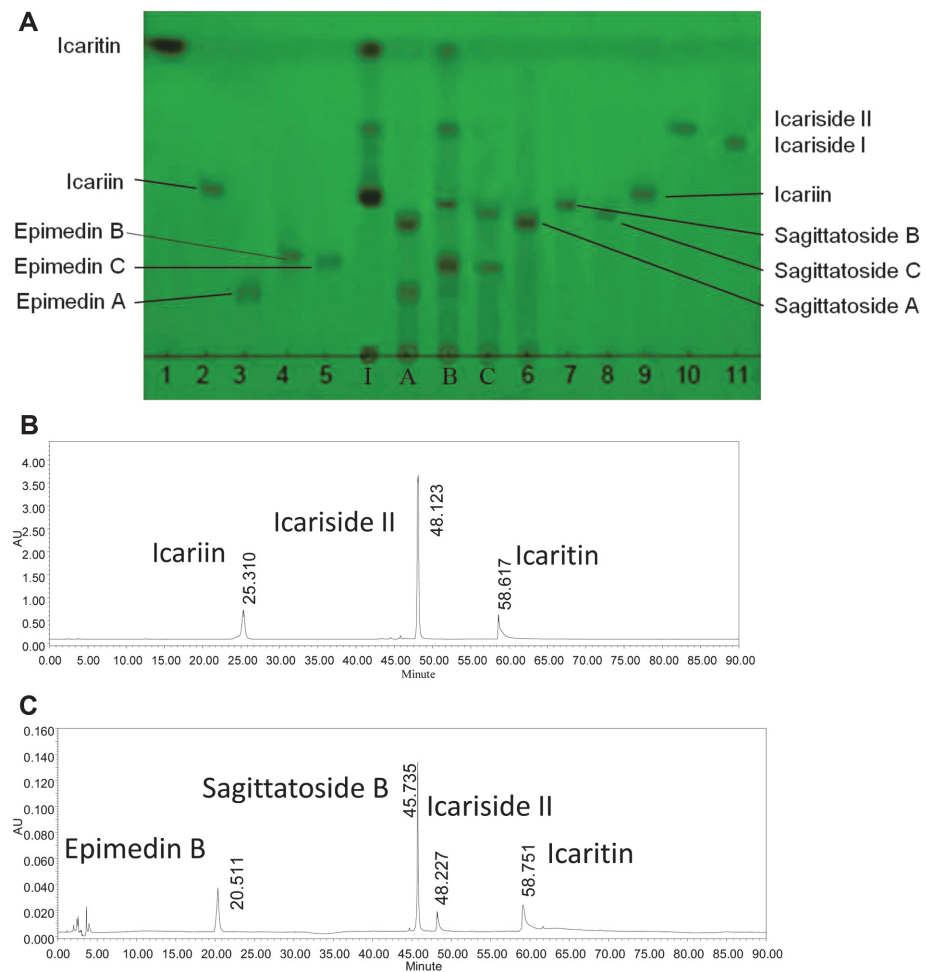 A
Icaritin
Icariside II
Icariside I
Icariin
Icariin
Epimedin B
Sagittatoside B
Epimedin C
Sagittatoside C
Epimedin A
Sagittatoside A
1 2 3 4 5 I A B C 6 7 8 9 10 11
B
4.00
3.50
3.00
2.50
2.00
1.50
1.00
0.50
0.00
AU
Icariin
25.310
Icariside II
48.123
58.617
Icaritin
0.00 5.00 10.00 15.00 20.00 25.00 30.00 35.00 40.00 45.00 50.00 55.00 60.00 65.00 70.00 75.00 80.00 85.00 90.00
Minute
C
0.160
0.140
0.120
0.100
0.080
0.060
0.040
0.020
0.000
AU
Epimedin B
20.511
Sagittatoside B
45.735
Icariside II
48.227
58.751
Icaritin
0.00 5.00 10.00 15.00 20.00 25.00 30.00 35.00 40.00 45.00 50.00 55.00 60.00 65.00 70.00 75.00 80.00 85.00 90.00
Minute